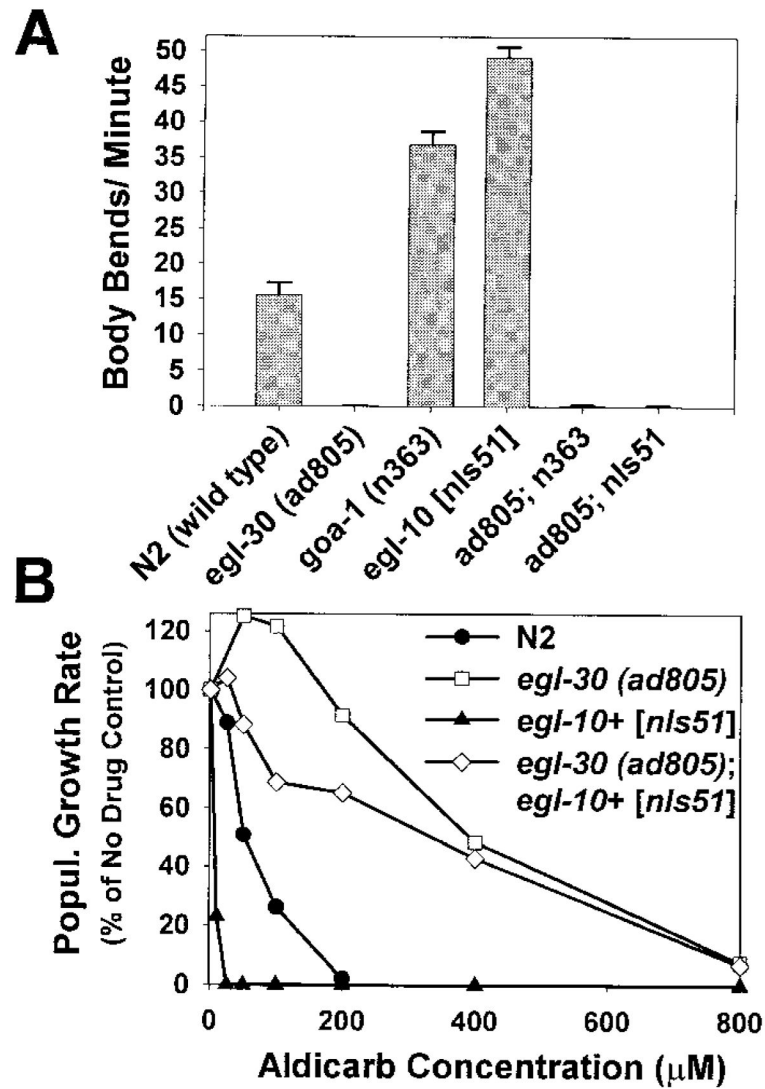 A
Body Bends/ Minute
50
45
40
35
30
25
20
15
10
5
0
N2 (wild type)
egl-30 (ad805)
goa-1 (n363)
egl-10 [nIs51]
ad805; n363
ad805; nIs51
B
Popul. Growth Rate
(% of No Drug Control)
120
100
80
60
40
20
0
N2
egl-30 (ad805)
egl-10+ [nIs51]
egl-30 (ad805);
egl-10+ [nIs51]
0 200 400 600 800
Aldicarb Concentration (μM)